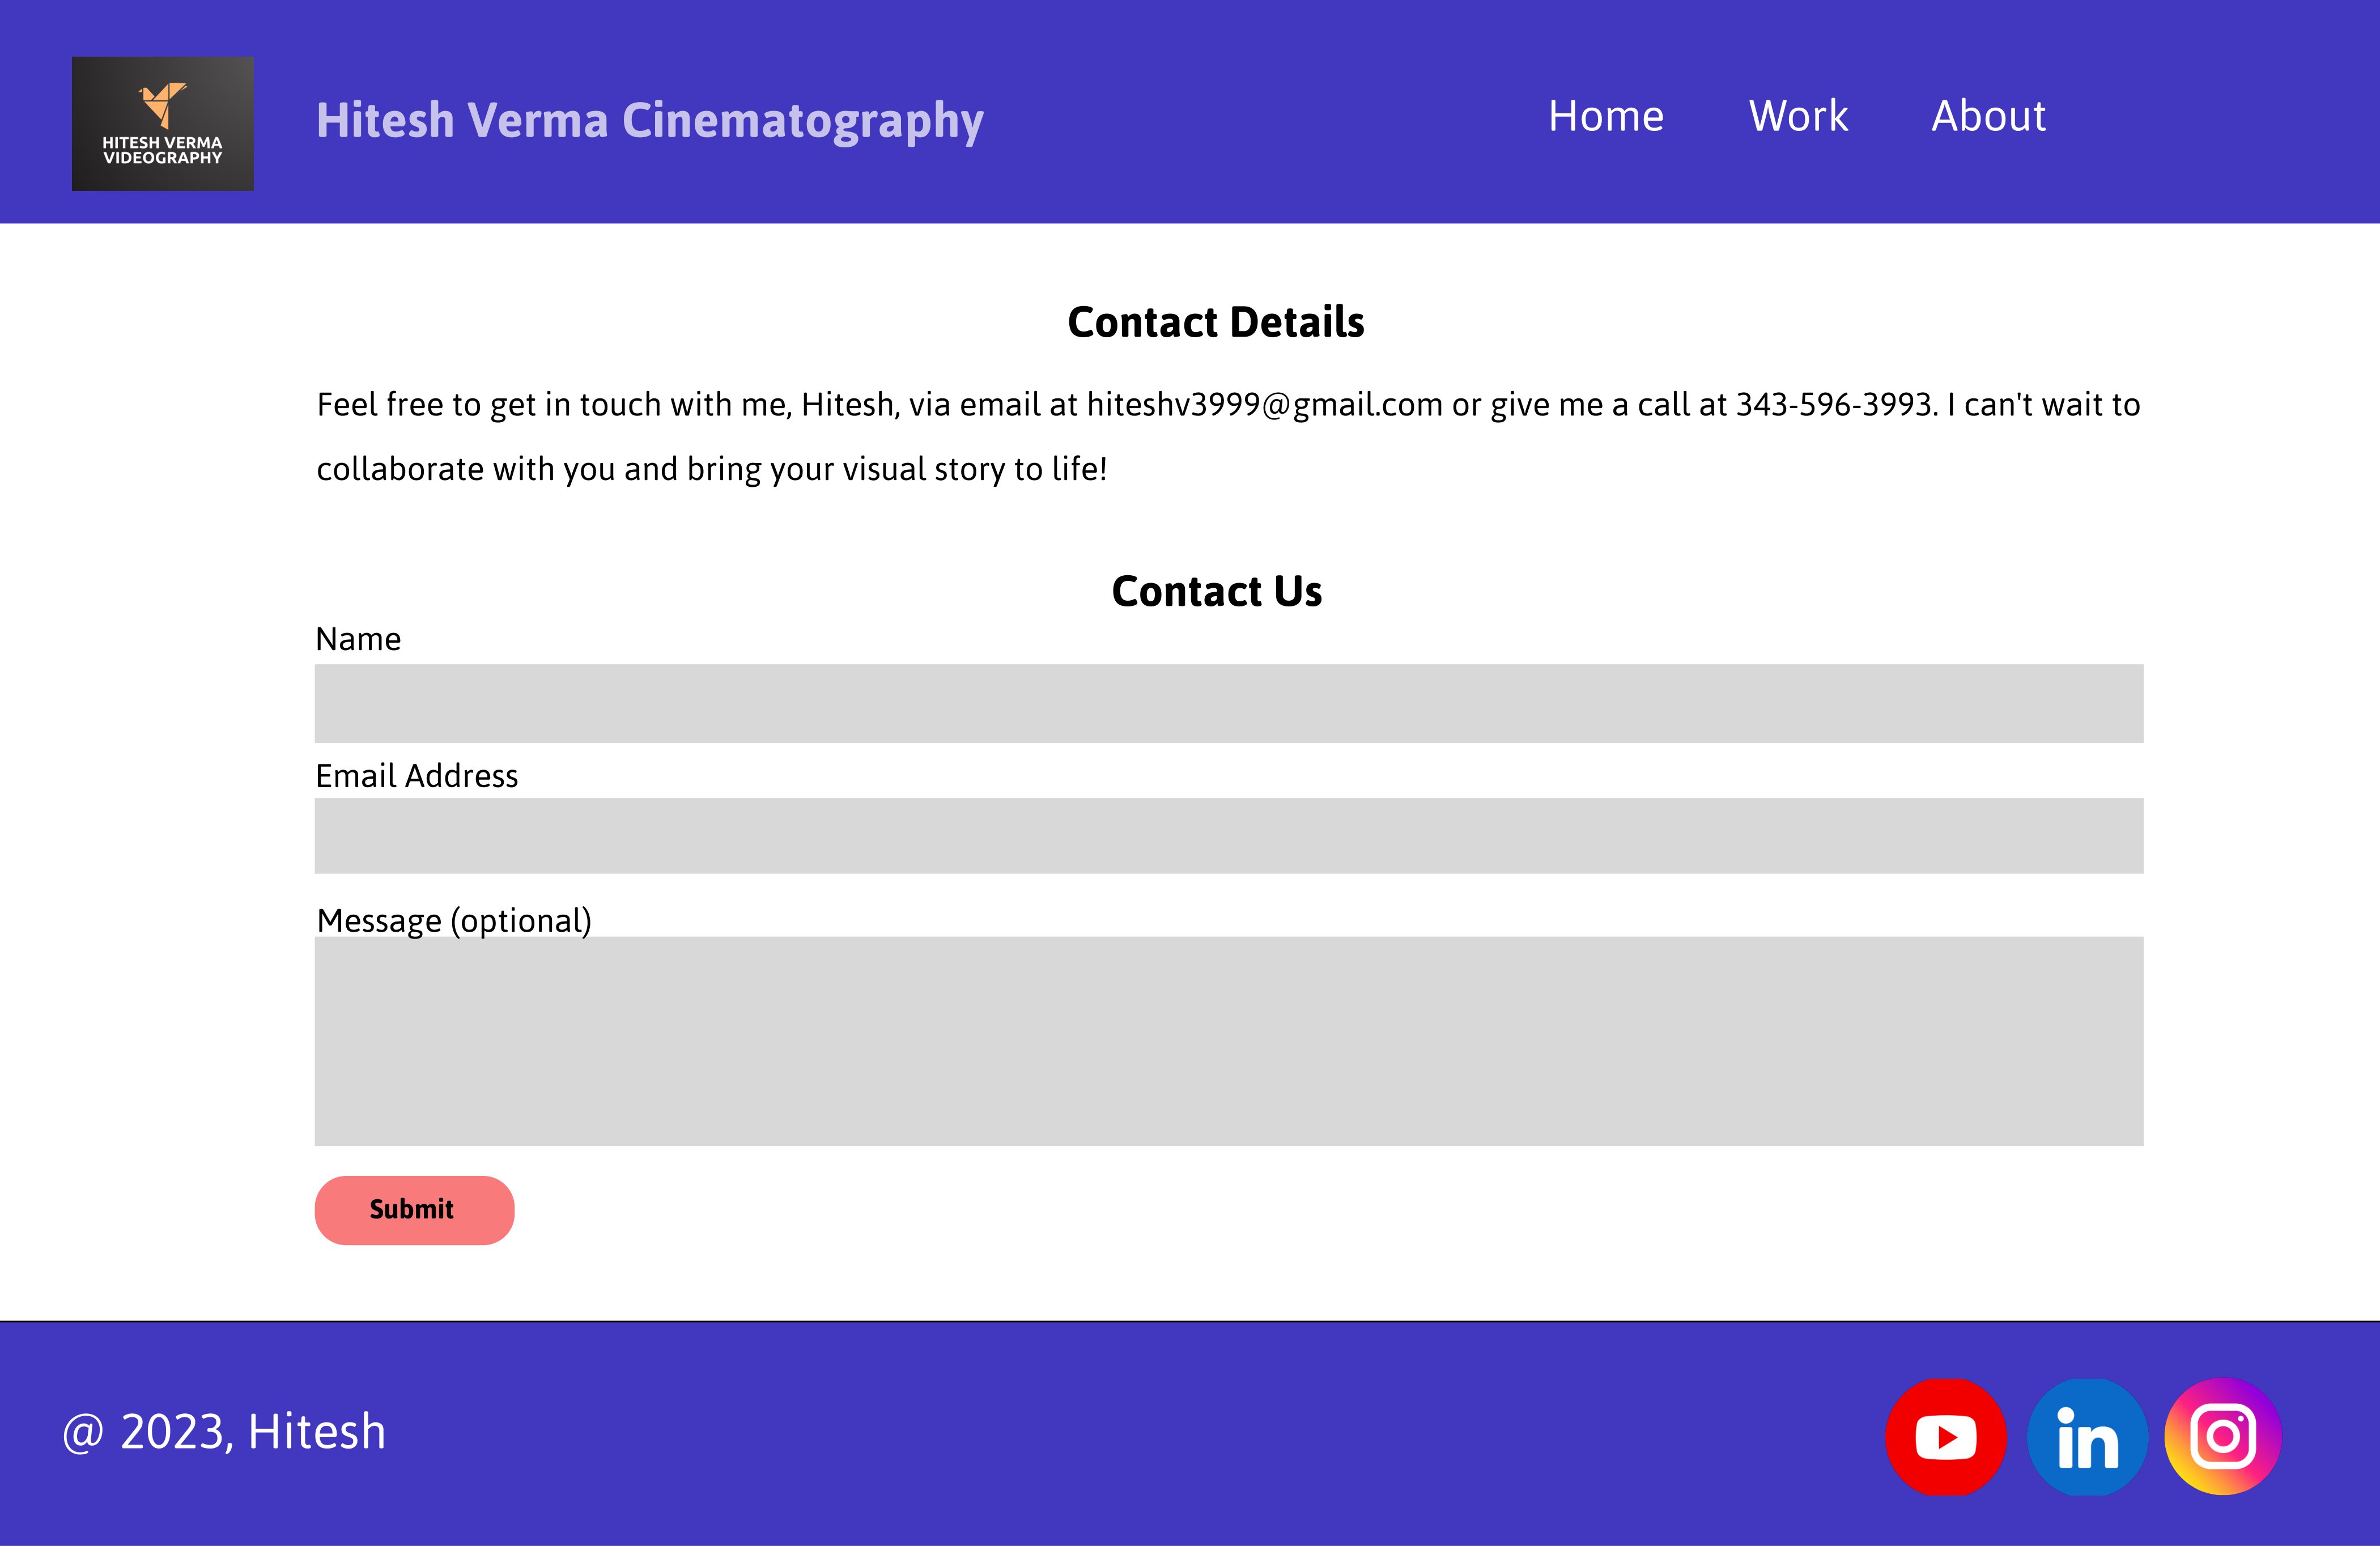 HITESH VERMA
VIDEOGRAPHY
Hitesh Verma Cinematography
Home Work About
Contact Details
Feel free to get in touch with me, Hitesh, via email at hiteshv3999@gmail.com or give me a call at 343-596-3993. I can't wait to
collaborate with you and bring your visual story to life!
Contact Us
Name
Email Address
Message (optional)
Submit
@ 2023, Hitesh
in